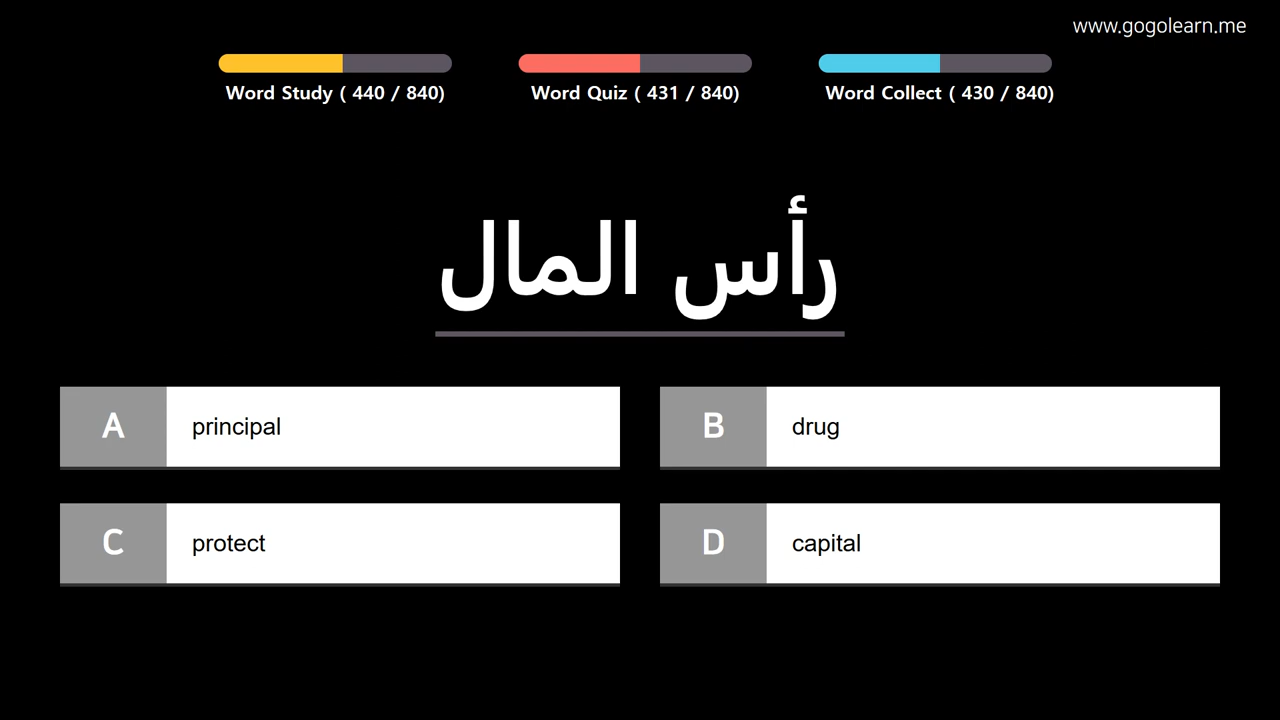 www.gogolearn.me
Word Study ( 440 / 840)
Word Quiz ( 431 / 840)
Word Collect ( 430 / 840)
رأس المال
A principal
B drug
C protect
D capital